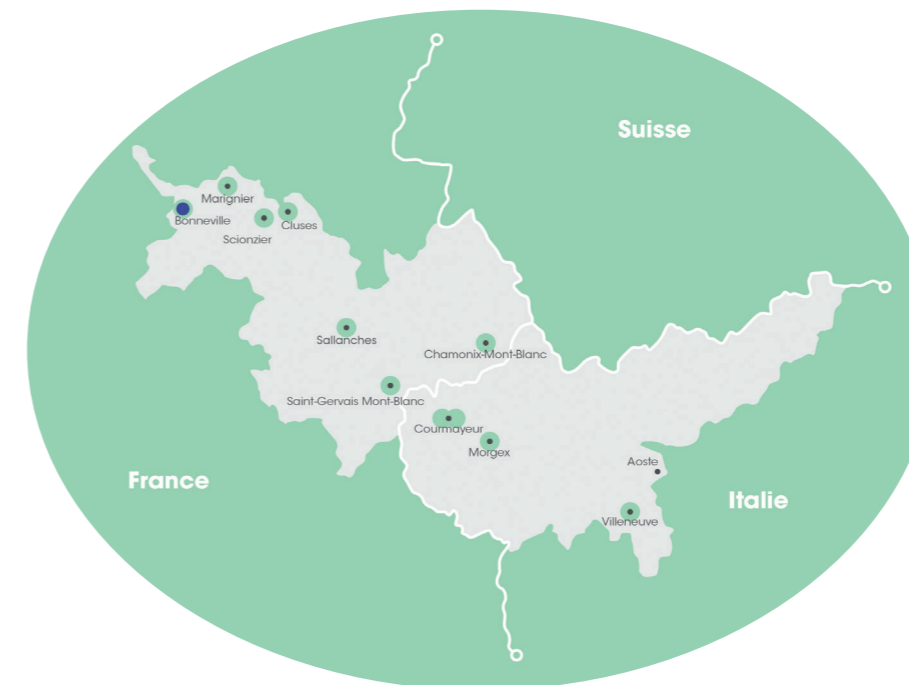 Suisse
Marignier
Bonneville
Cluses
Scionzier
Sallanches
Chamonix-Mont-Blanc
Saint-Gervais Mont-Blanc
Courmayeur
Morgex
Aoste
France
Italie
Villeneuve